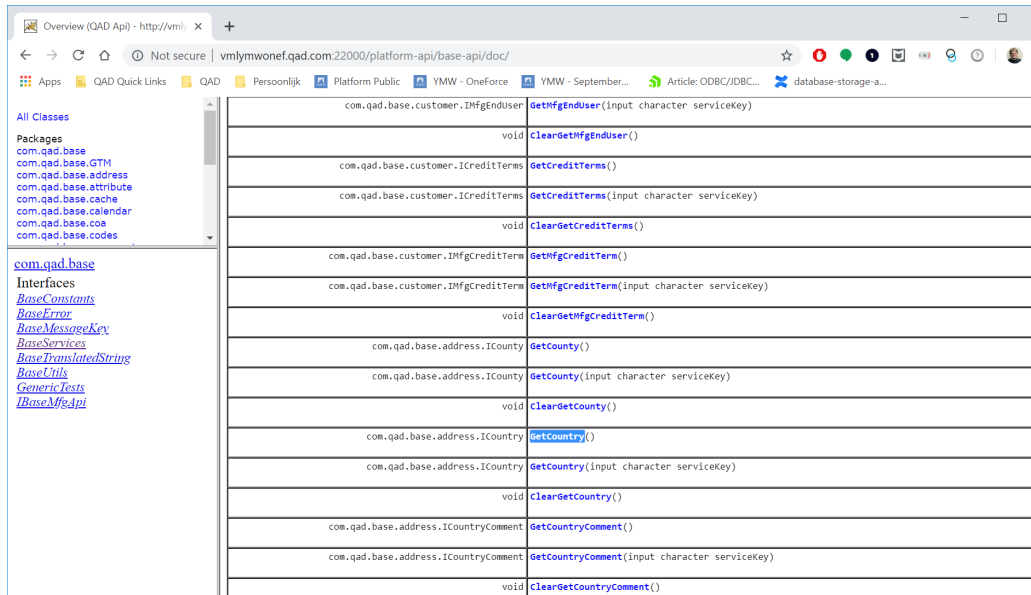 Overview (QAD Api) - http://vmly
Not secure | vmlymwonef.qad.com:22000/platform-api/base-api/doc/
Apps QAD Quick Links QAD Persoonlijk Platform Public YMW - OneForce YMW - September... Article: ODBC/JDBC... database-storage-a...
All Classes
Packages
com.qad.base
com.qad.base.GTM
com.qad.base.address
com.qad.base.attribute
com.qad.base.cache
com.qad.base.calendar
com.qad.base.coa
com.qad.base.codes
com.qad.base
Interfaces
BaseConstants
BaseError
BaseMessageKey
BaseServices
BaseTranslatedString
BaseUtils
GenericTests
IBaseMfgApi
com.qad.base.customer.IMfgEndUser GetMfgEndUser(input character serviceKey)
void ClearGetMfgEndUser()
com.qad.base.customer.ICreditTerms GetCreditTerms()
com.qad.base.customer.ICreditTerms GetCreditTerms(input character serviceKey)
void ClearGetCreditTerms()
com.qad.base.customer.IMfgCreditTerm GetMfgCreditTerm()
com.qad.base.customer.IMfgCreditTerm GetMfgCreditTerm(input character serviceKey)
void ClearGetMfgCreditTerm()
com.qad.base.address.ICounty GetCounty()
com.qad.base.address.ICounty GetCounty(input character serviceKey)
void ClearGetCounty()
com.qad.base.address.ICountry GetCountry()
com.qad.base.address.ICountry GetCountry(input character serviceKey)
void ClearGetCountry()
com.qad.base.address.ICountryComment GetCountryComment()
com.qad.base.address.ICountryComment GetCountryComment(input character serviceKey)
void ClearGetCountryComment()